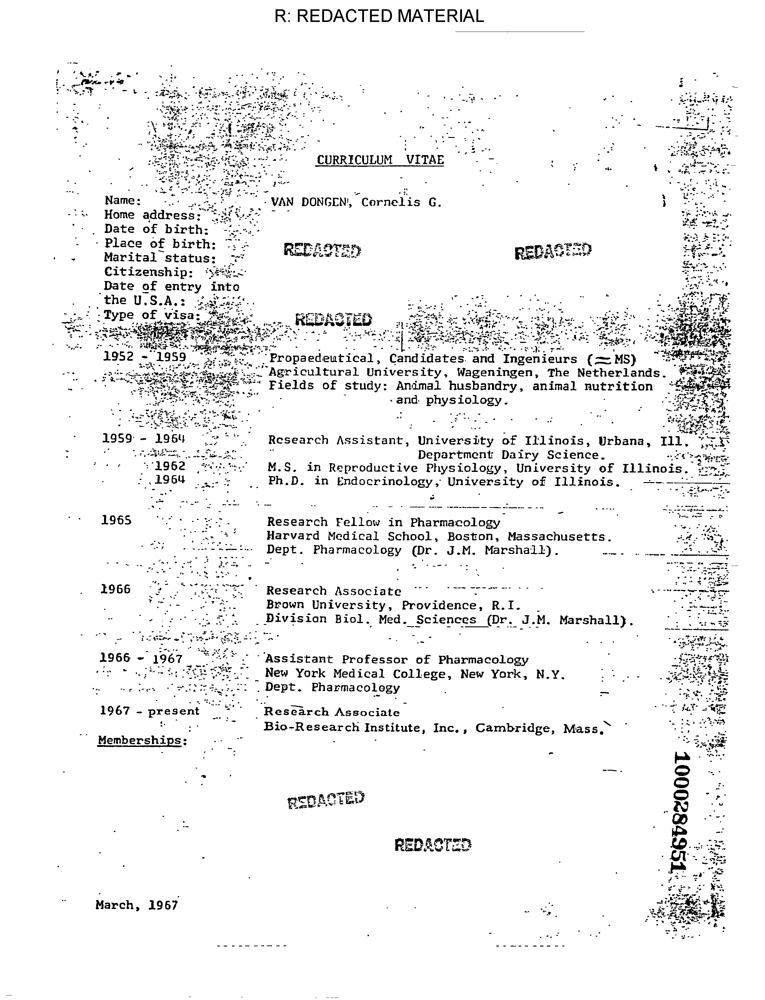 R: REDACTED MATERIAL
CURRICULUM VITAE
Name: VAN DONGEN, Cornelis G.
Home address:
Date of birth:
Place of birth: REDACTED REDACTED
Marital status:
Citizenship:
Date of entry into
the U.S.A.:
Type of visa: REDACTED
1952 - 1959 Propaedeutical, Candidates and Ingenieurs (≃MS)
Agricultural University, Wageningen, The Netherlands.
Fields of study: Animal husbandry, animal nutrition
and physiology.
1959 - 1964 Research Assistant, University of Illinois, Urbana, Ill.
Department Dairy Science.
1962 M.S. in Reproductive Physiology, University of Illinois.
1964 Ph.D. in Endocrinology, University of Illinois.
1965 Research Fellow in Pharmacology
Harvard Medical School, Boston, Massachusetts.
Dept. Pharmacology (Dr. J.M. Marshall).
1966 Research Associate
Brown University, Providence, R.I.
Division Biol. Med. Sciences (Dr. J.M. Marshall).
1966 - 1967 Assistant Professor of Pharmacology
New York Medical College, New York, N.Y.
Dept. Pharmacology
1967 - present Research Associate
Bio-Research Institute, Inc., Cambridge, Mass.
Memberships:
REDACTED
REDACTED
1000284951
March, 1967